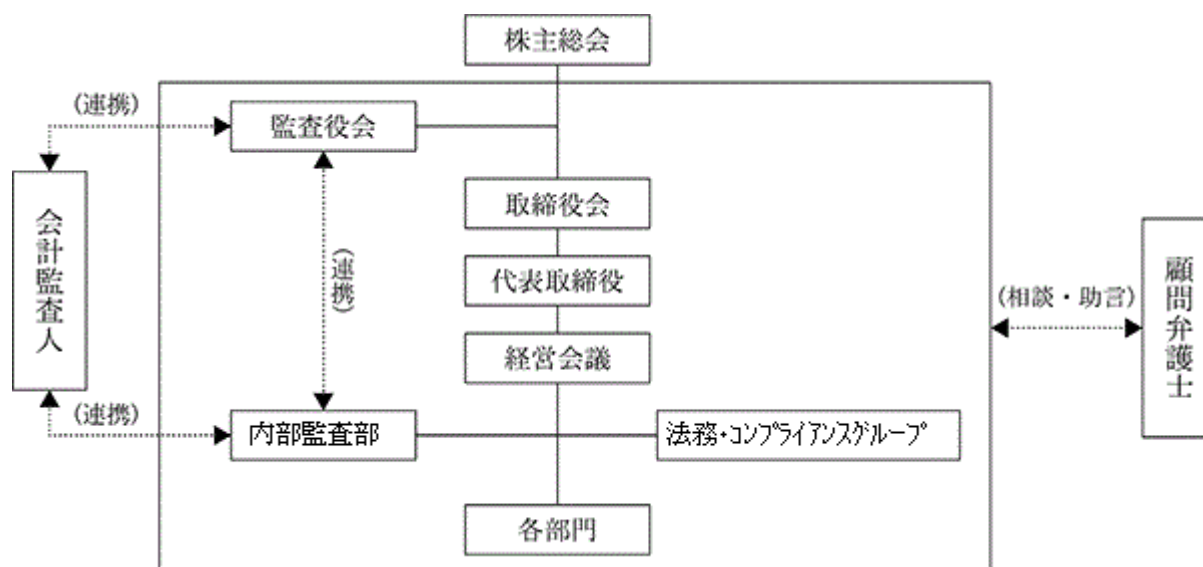 株主総会
(連携)
監査役会
取締役会
会計監査人
(連携)
代表取締役
(相談・助言)
顧問弁護士
経営会議
(連携)
内部監査部
法務・コンプライアンスグループ
各部門